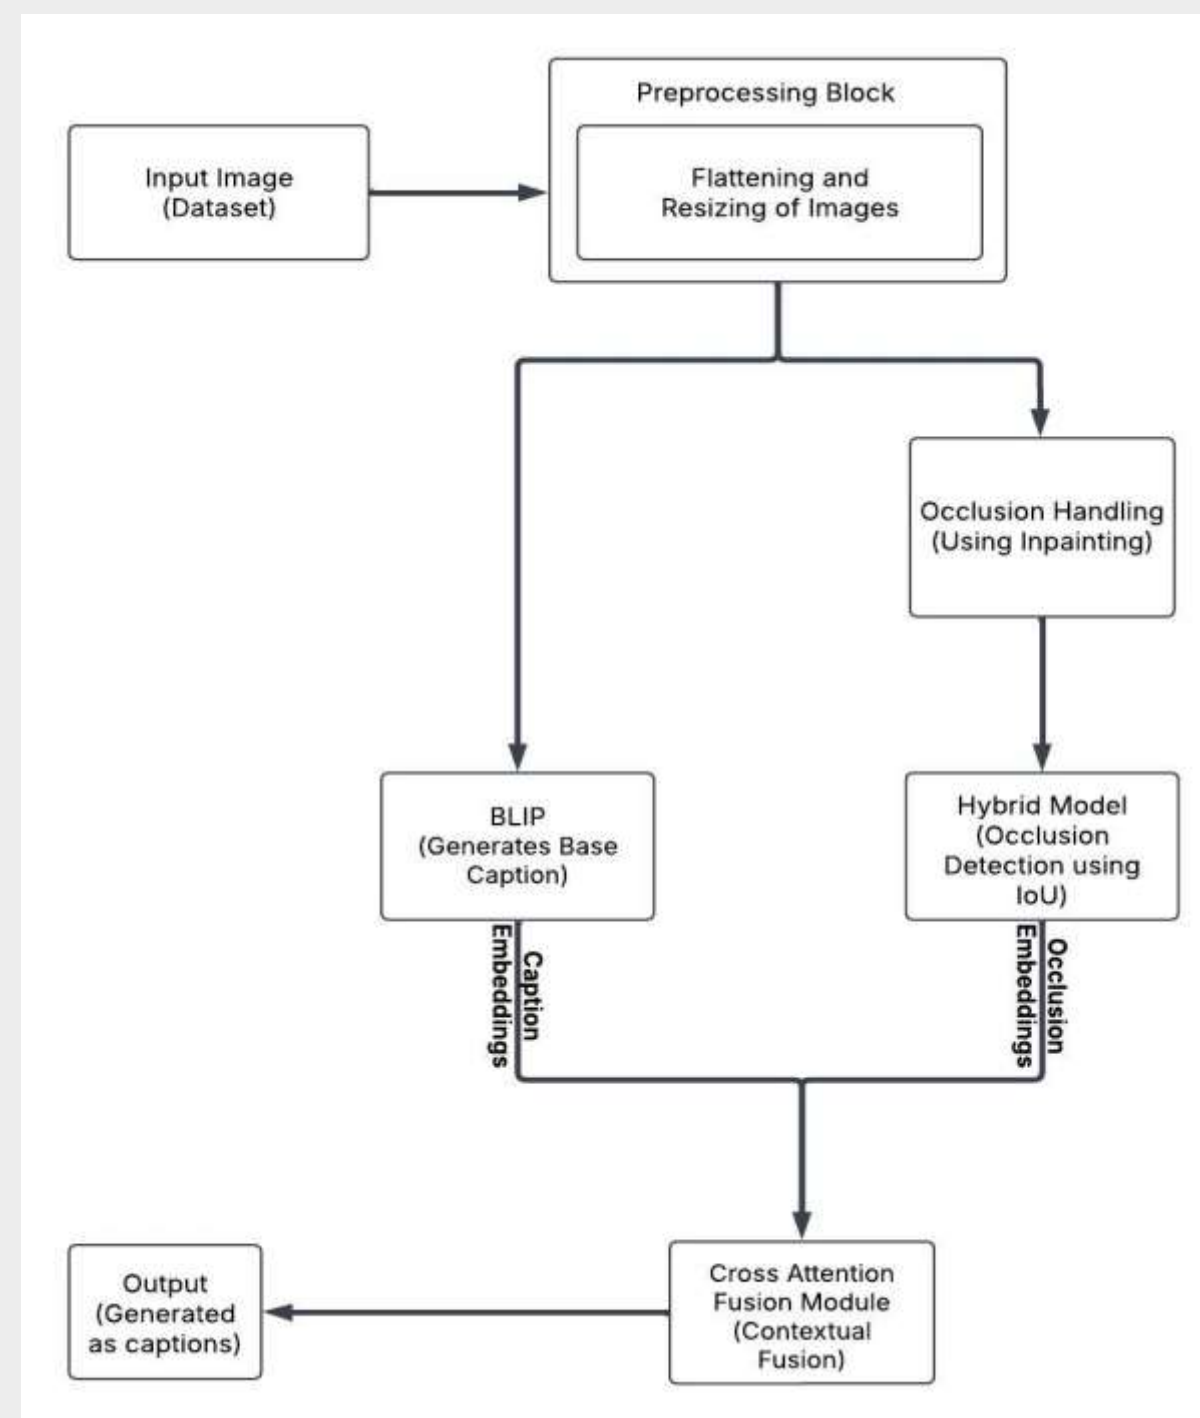 Preprocessing Block
Input Image
(Dataset)
Flattening and
Resizing of Images
Occlusion Handling
(Using Inpainting)
BLIP
(Generates Base
Caption)
Hybrid Model
(Occlusion
Detection using
IoU)
Caption
Embeddings
Occlusion
Embeddings
Cross Attention
Fusion Module
(Contextual
Fusion)
Output
(Generated
as captions)